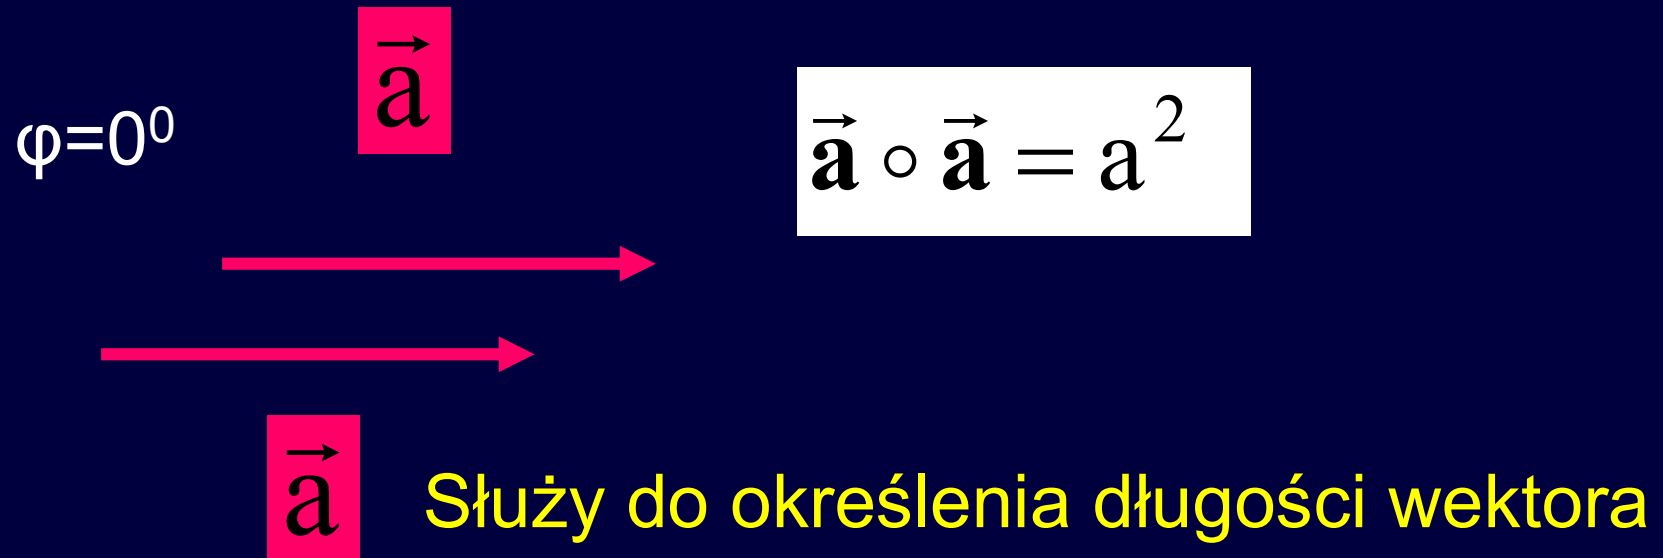 a⃗
φ=0⁰
a⃗ ∘ a⃗ = a²
a⃗
Służy do określenia długości wektora